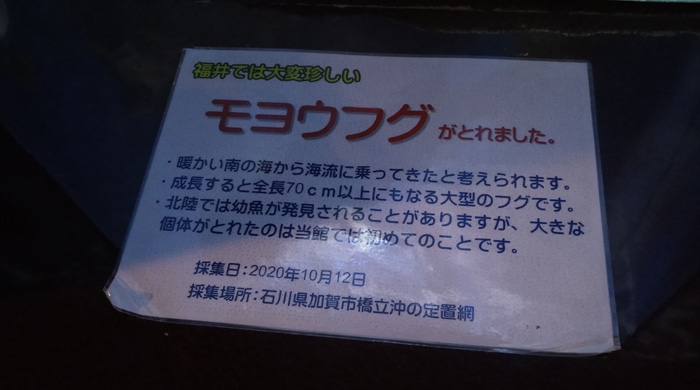 福井では大変珍しい
モヨウフグがとれました。
・暖かい南の海から海流に乗ってきたと考えられます。
・成長すると全長70cm以上にもなる大型のフグです。
・北陸では幼魚が発見されることがありますが、大きな
個体がとれたのは当館では初めてのことです。
採集日：2020年10月12日
採集場所：石川県加賀市橋立沖の定置網